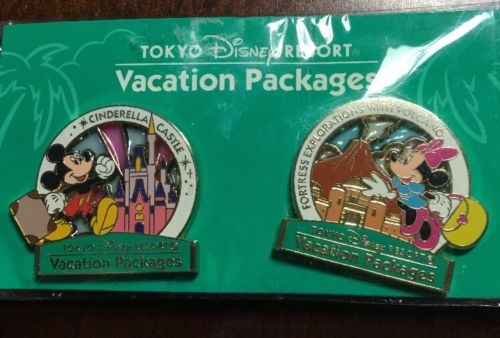 TOKYO Disney RESORT®
Vacation Packages
CINDERELLA CASTLE
TOKYO Disney RESORT®
Vacation Packages
FORTRESS EXPLORATIONS WITH VOLCANO
TOKYO Disney RESORT®
Vacation Packages